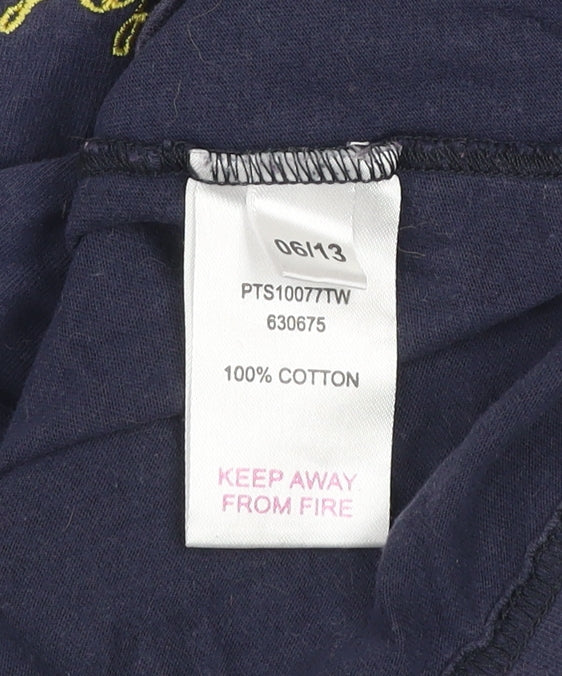 06/13
PTS10077TW
630675
100% COTTON
KEEP AWAY
FROM FIRE